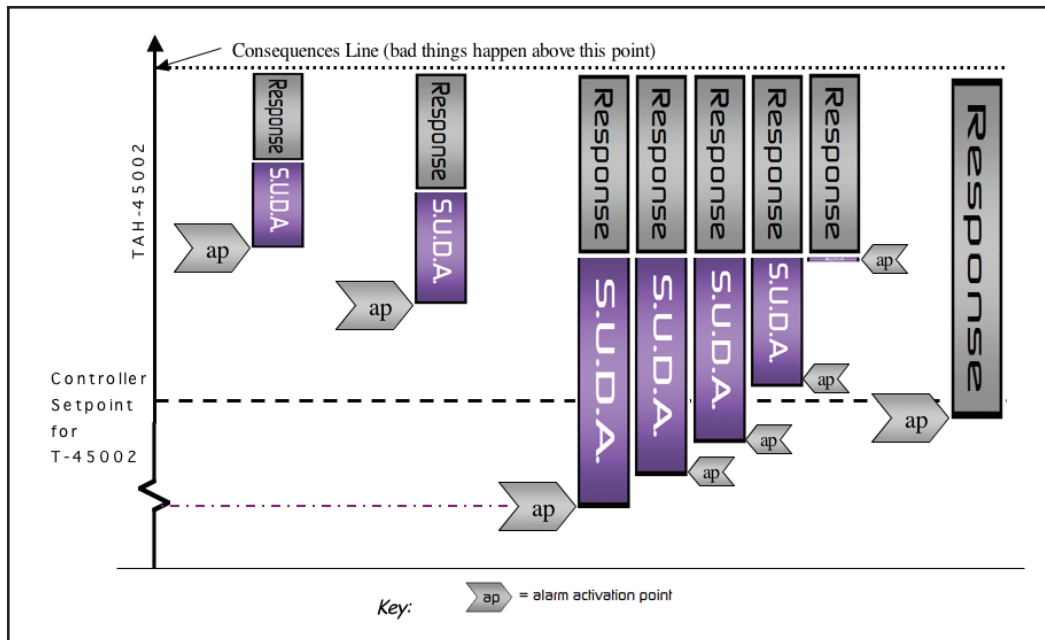 Consequences Line (bad things happen above this point)
TAH-45002
Response
S.U.D.A.
ap
Response
S.U.D.A.
ap
Response
S.U.D.A.
ap
Response
S.U.D.A.
ap
Response
S.U.D.A.
ap
Response
S.U.D.A.
ap
Response
ap
Response
ap
Controller
Setpoint
for
T-45002
Key:
ap = alarm activation point